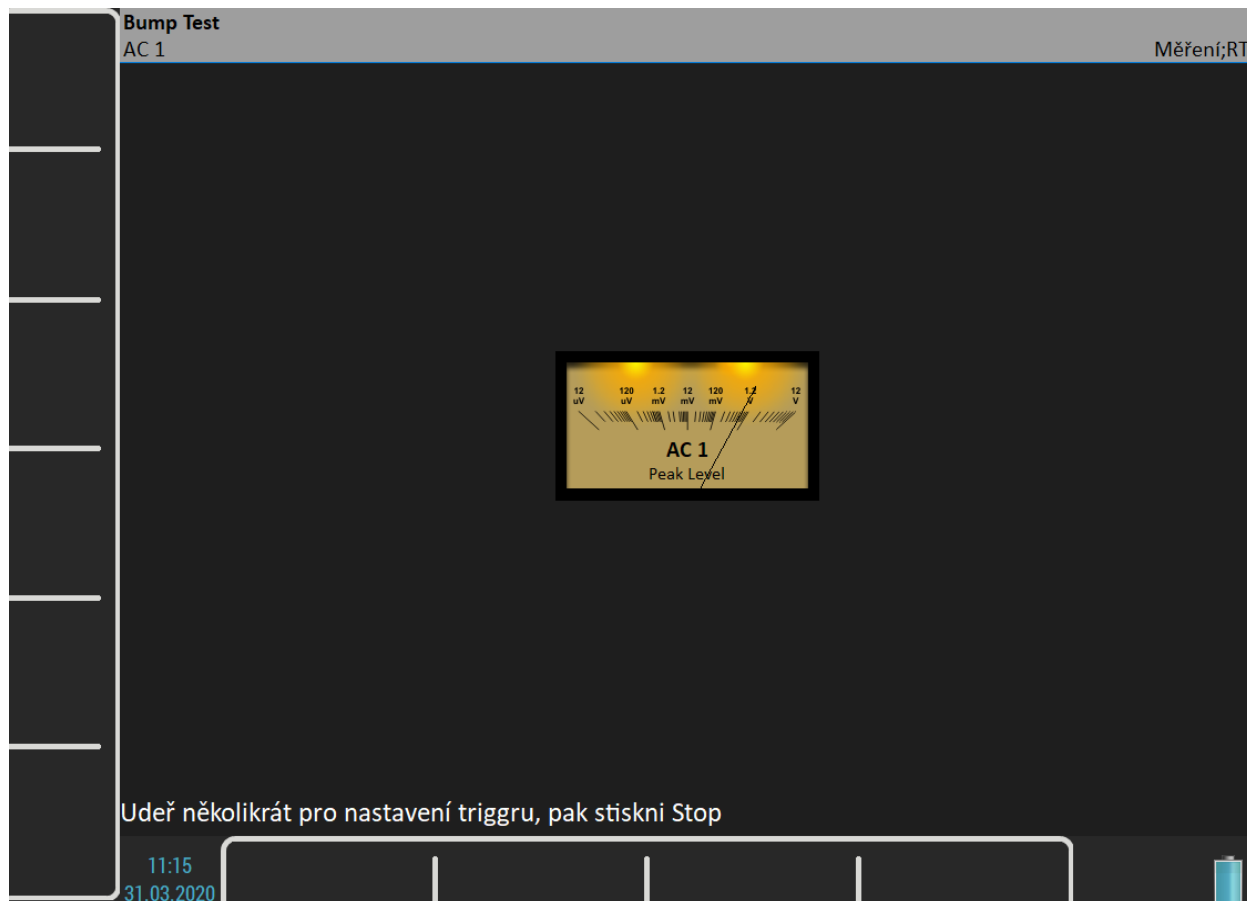 Bump Test
AC 1
Měření;RT
12 120 1.2 12 120 1.2 12
uV uV mV mV mV V V
AC 1
Peak Level
Udeř několikrát pro nastavení triggru, pak stiskni Stop
11:15
31.03.2020